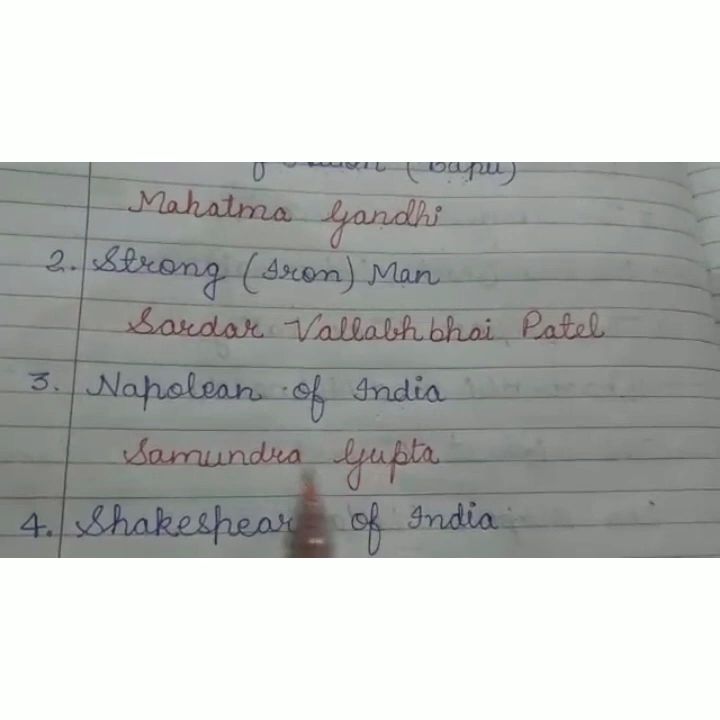 (Bapu)
Mahatma Gandhi
2. Strong (Iron) Man
Sardar Vallabhbhai Patel
3. Napolean of India
Samundra Gupta
4. Shakespear of India